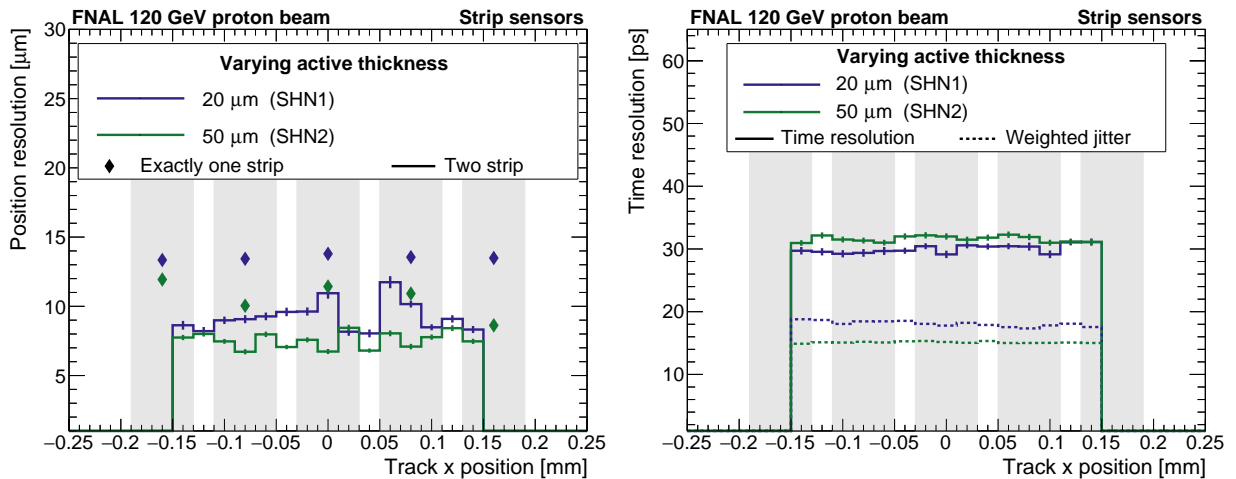 FNAL 120 GeV proton beam Strip sensors
Position resolution [μm]
30
25
20
15
10
5
Varying active thickness
20 μm (SHN1)
50 μm (SHN2)
Exactly one strip Two strip
−0.25 −0.2 −0.15 −0.1 −0.05 0 0.05 0.1 0.15 0.2 0.25
Track x position [mm]
FNAL 120 GeV proton beam Strip sensors
Time resolution [ps]
60
50
40
30
20
10
Varying active thickness
20 μm (SHN1)
50 μm (SHN2)
Time resolution Weighted jitter
−0.25 −0.2 −0.15 −0.1 −0.05 0 0.05 0.1 0.15 0.2 0.25
Track x position [mm]